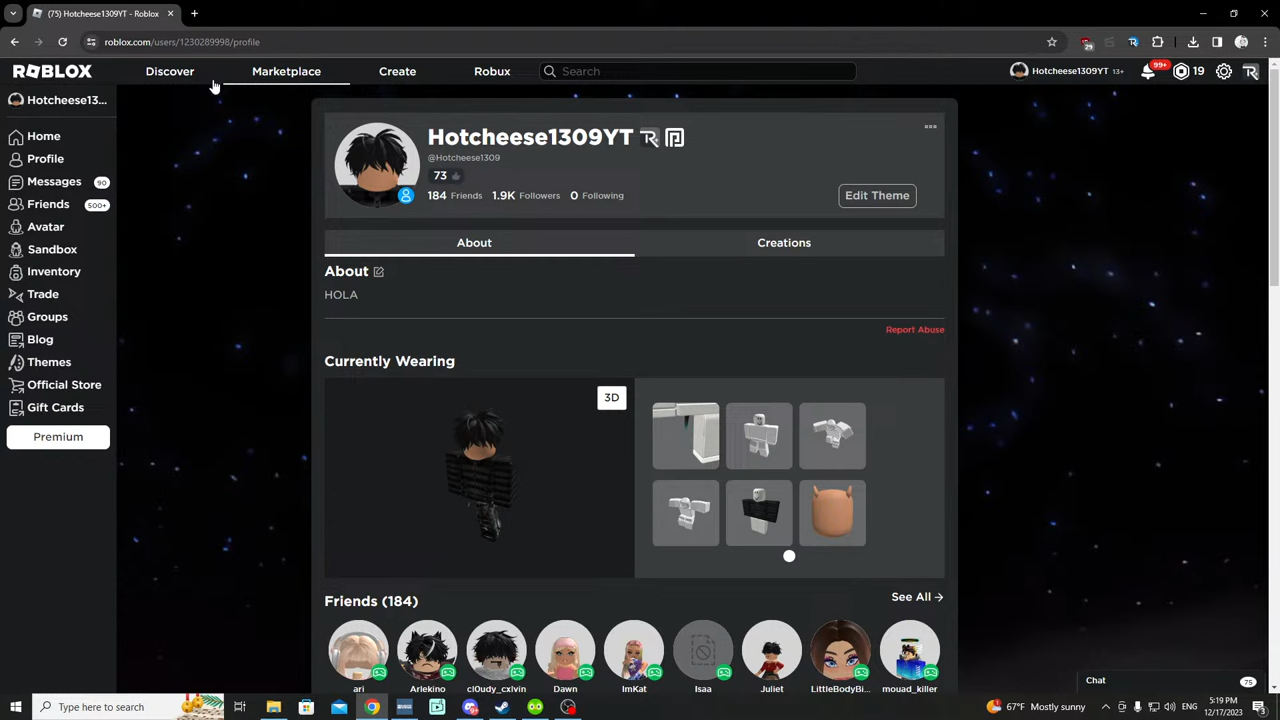 (75) Hotcheese1309YT - Roblox
roblox.com/users/1230289998/profile
29
ROBLOX
Discover
Marketplace
Create
Robux
Search
Hotcheese1309YT 13+
99+
19
Hotcheese13...
Home
Profile
Messages 90
Friends 500+
Avatar
Sandbox
Inventory
Trade
Groups
Blog
Themes
Official Store
Gift Cards
Premium
Hotcheese1309YT
@Hotcheese1309
73
184 Friends 1.9K Followers 0 Following
Edit Theme
About
Creations
About
HOLA
Report Abuse
Currently Wearing
3D
Friends (184)
See All
ari
Arlekino
cl0udy_cxlvin
Dawn
ImKat
Isaa
Juliet
LittleBodyBi...
mouad_killer
Chat 75
Type here to search
67°F Mostly sunny
5:19 PM
12/17/2023